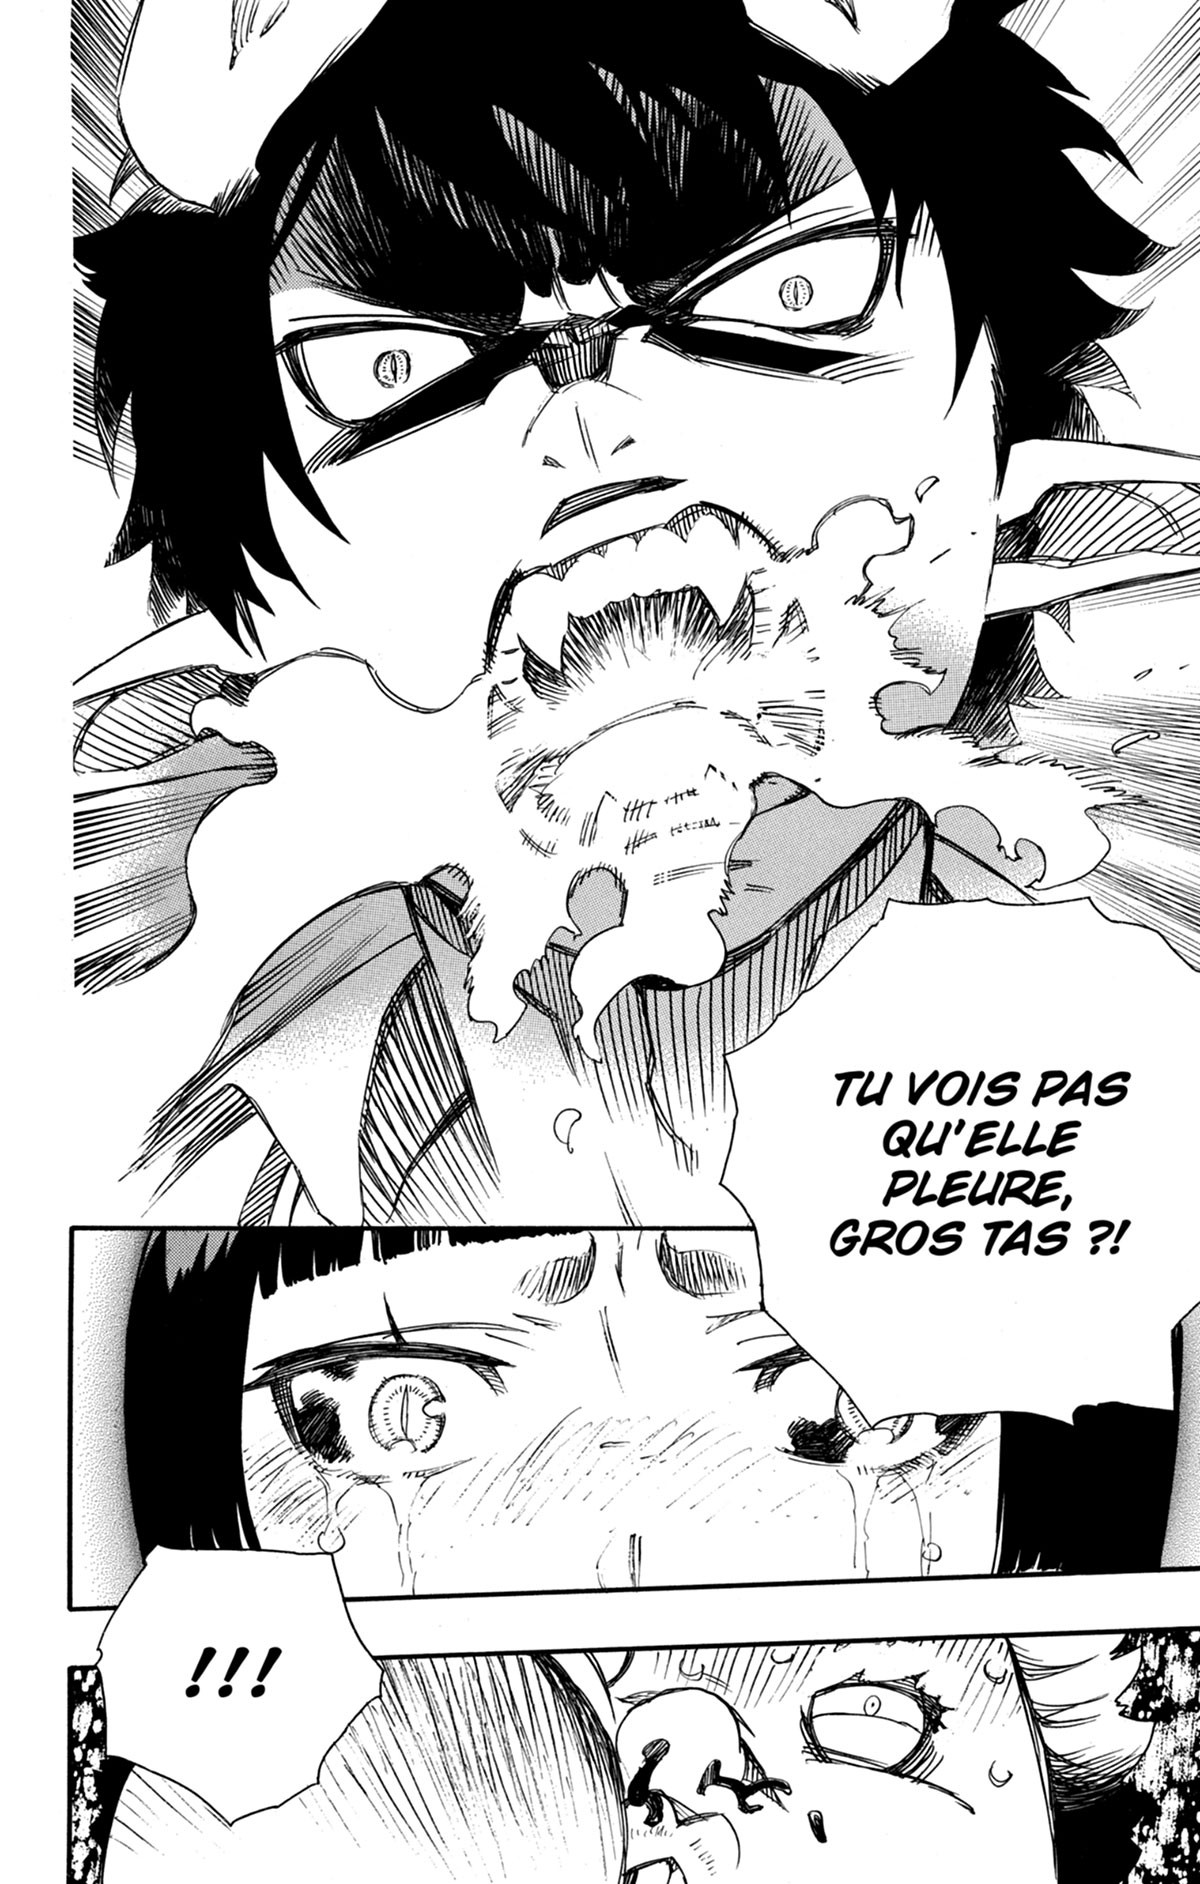 TU VOIS PAS
QU'ELLE
PLEURE,
GROS TAS ?!
!!!